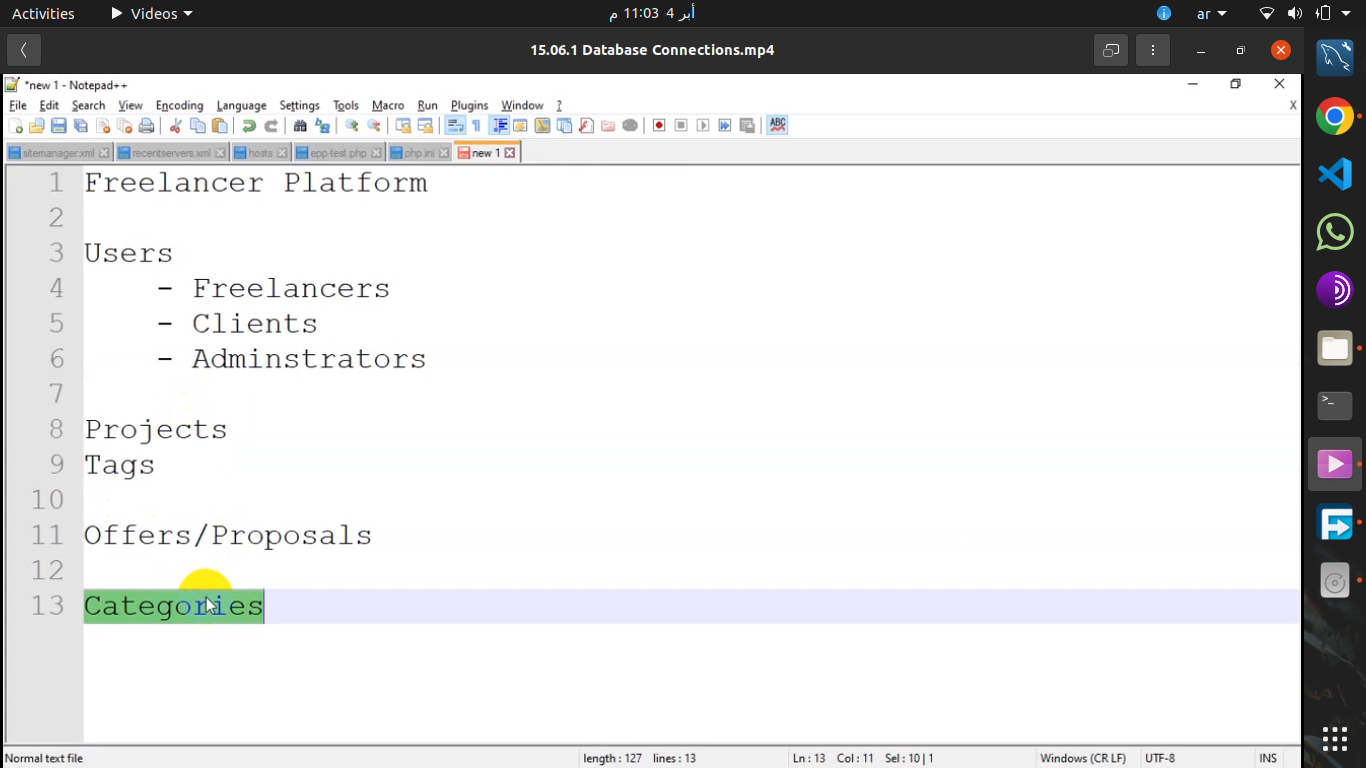 Activities
Videos
أبر 4 11:03 م
ar
15.06.1 Database Connections.mp4
*new 1 - Notepad++
File Edit Search View Encoding Language Settings Tools Macro Run Plugins Window ?
X
ABC
sitemanager.xml recentservers.xml hosts epp-test.php php.ini new 1
1 Freelancer Platform
2
3 Users
4 - Freelancers
5 - Clients
6 - Adminstrators
7
8 Projects
9 Tags
10
11 Offers/Proposals
12
13 Categories
Normal text file
length : 127 lines : 13
Ln : 13 Col : 11 Sel : 10 | 1
Windows (CR LF)
UTF-8
INS